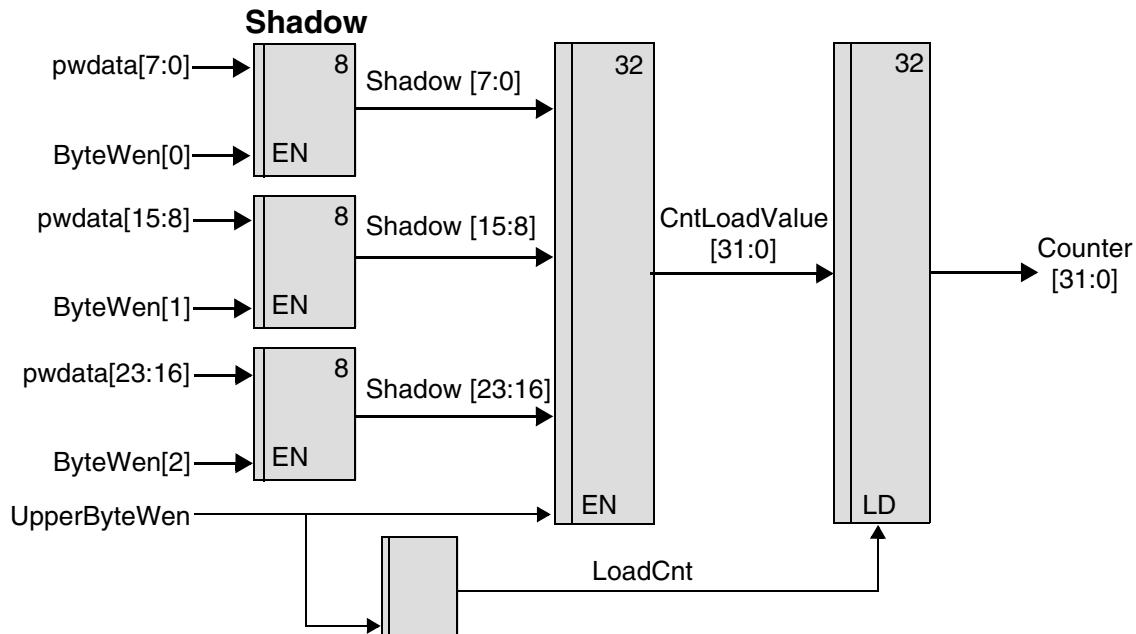 Shadow
pwdata[7:0]
8
Shadow [7:0]
32
32
ByteWen[0]
EN
pwdata[15:8]
8
Shadow [15:8]
CntLoadValue
[31:0]
Counter
[31:0]
ByteWen[1]
EN
pwdata[23:16]
8
Shadow [23:16]
ByteWen[2]
EN
UpperByteWen
EN
LD
LoadCnt